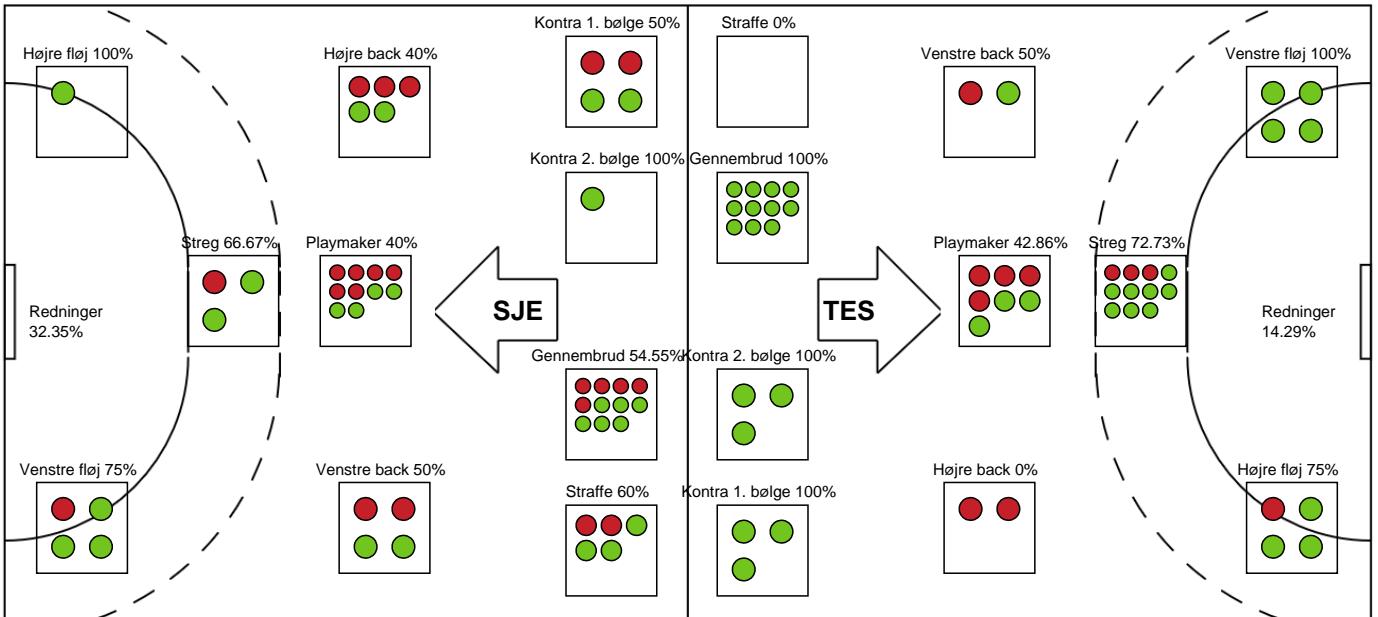 Kontra 1. bølge 50%
Straffe 0%
Højre fløj 100%
Højre back 40%
Venstre back 50%
Venstre fløj 100%
Kontra 2. bølge 100%
Gennembrud 100%
Streg 66.67%
Playmaker 40%
Playmaker 42.86%
Streg 72.73%
Redninger
32.35%
SJE
TES
Redninger
14.29%
Gennembrud 54.55%
Kontra 2. bølge 100%
Venstre fløj 75%
Venstre back 50%
Straffe 60%
Kontra 1. bølge 100%
Højre back 0%
Højre fløj 75%